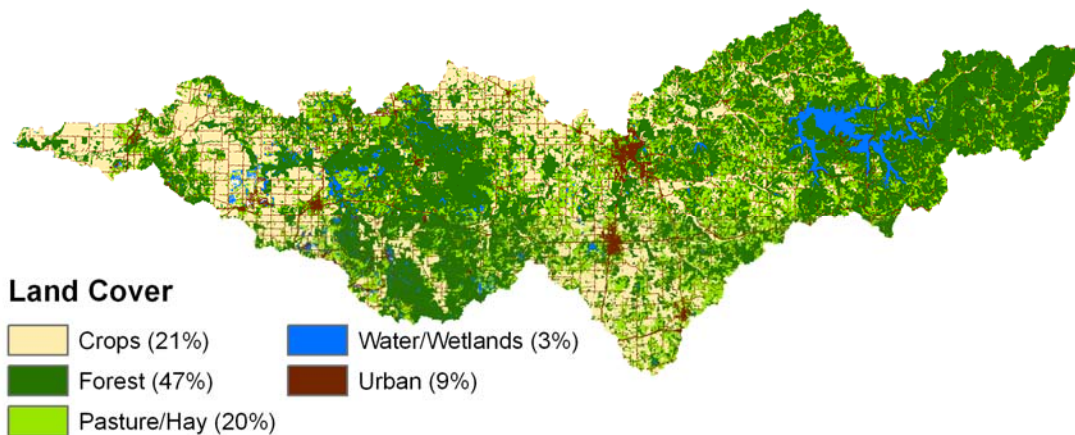 Land Cover
Crops (21%)
Water/Wetlands (3%)
Forest (47%)
Urban (9%)
Pasture/Hay (20%)